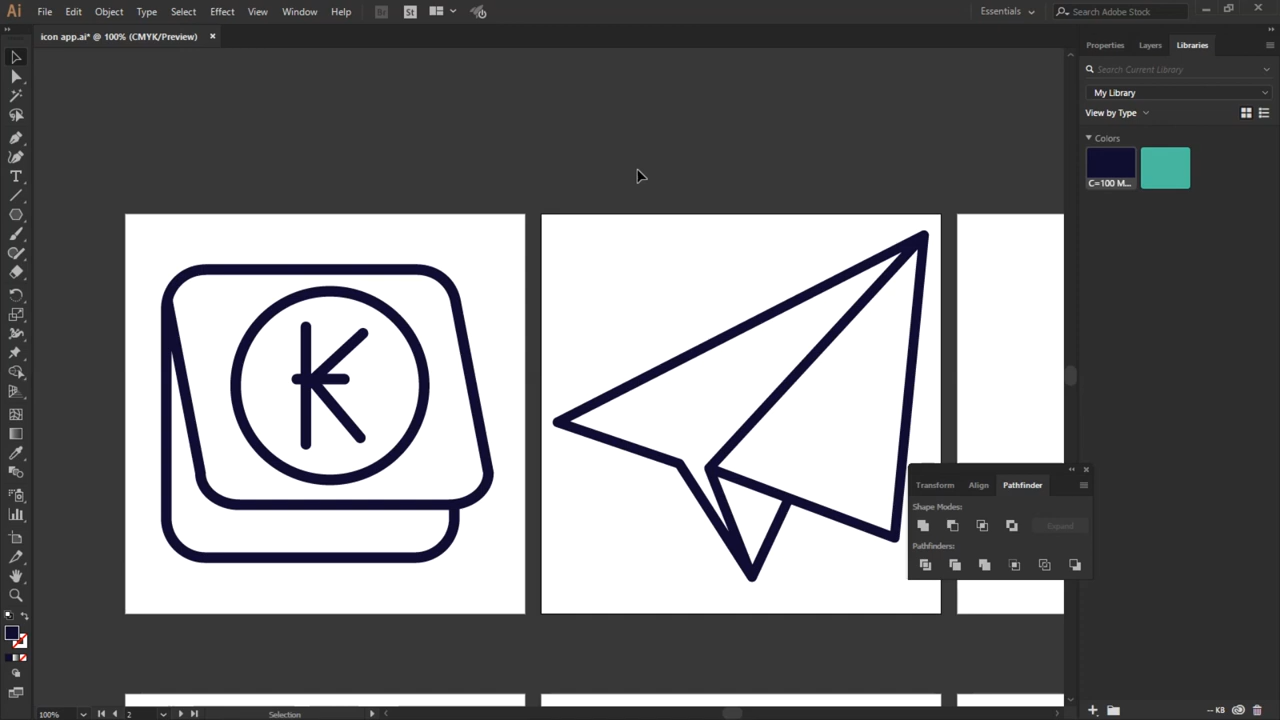 Ai File Edit Object Type Select Effect View Window Help Br St Essentials Search Adobe Stock
icon app.ai* @ 100% (CMYK/Preview)
Properties Layers Libraries
Search Current Library
My Library
View by Type
Colors
C=100 M...
K
Transform Align Pathfinder
Shape Modes:
Expand
Pathfinders:
100% 2 Selection -- KB